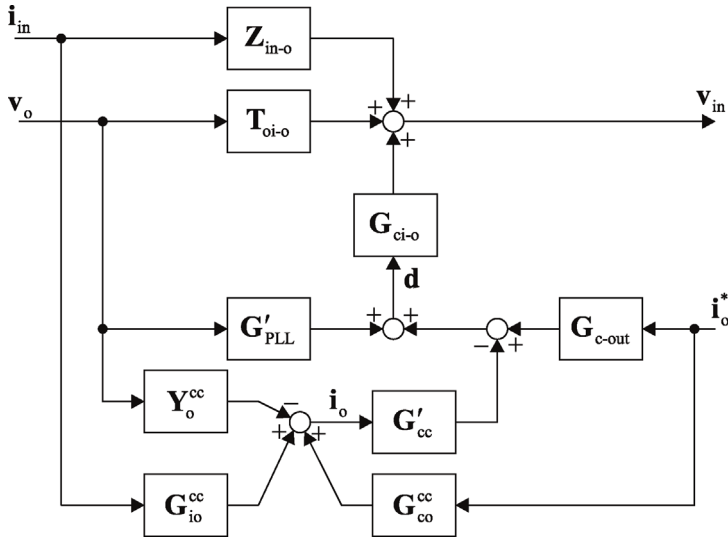 i_in
Z_in-o
+ +
v_o
T_oi-o
+
v_in
G_ci-o
d
G′_PLL
+ +
− +
G_c-out
i_o^*
Y_o^cc
−
i_o
G′_cc
+ +
G_io^cc
G_co^cc